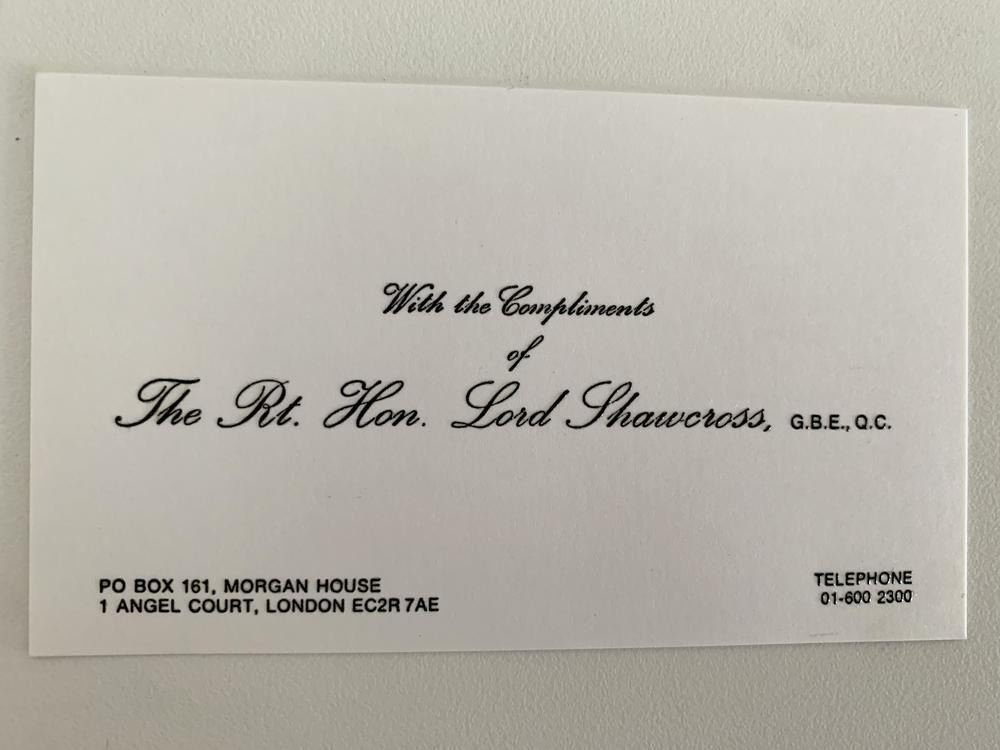 With the Compliments
of
The Rt. Hon. Lord Shawcross, G.B.E., Q.C.
PO BOX 161, MORGAN HOUSE
1 ANGEL COURT, LONDON EC2R 7AE
TELEPHONE
01-600 2300